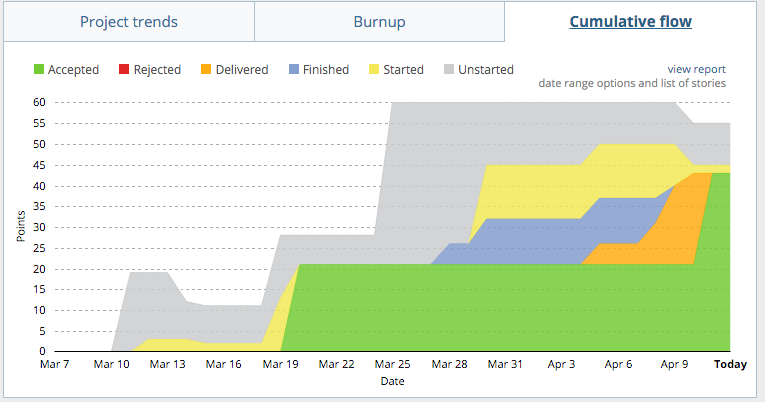 Project trends Burnup Cumulative flow
Accepted Rejected Delivered Finished Started Unstarted
view report
date range options and list of stories
60
55
50
45
40
35
30
25
20
15
10
5
0
Points
Mar 7 Mar 10 Mar 13 Mar 16 Mar 19 Mar 22 Mar 25 Mar 28 Mar 31 Apr 3 Apr 6 Apr 9 Today
Date